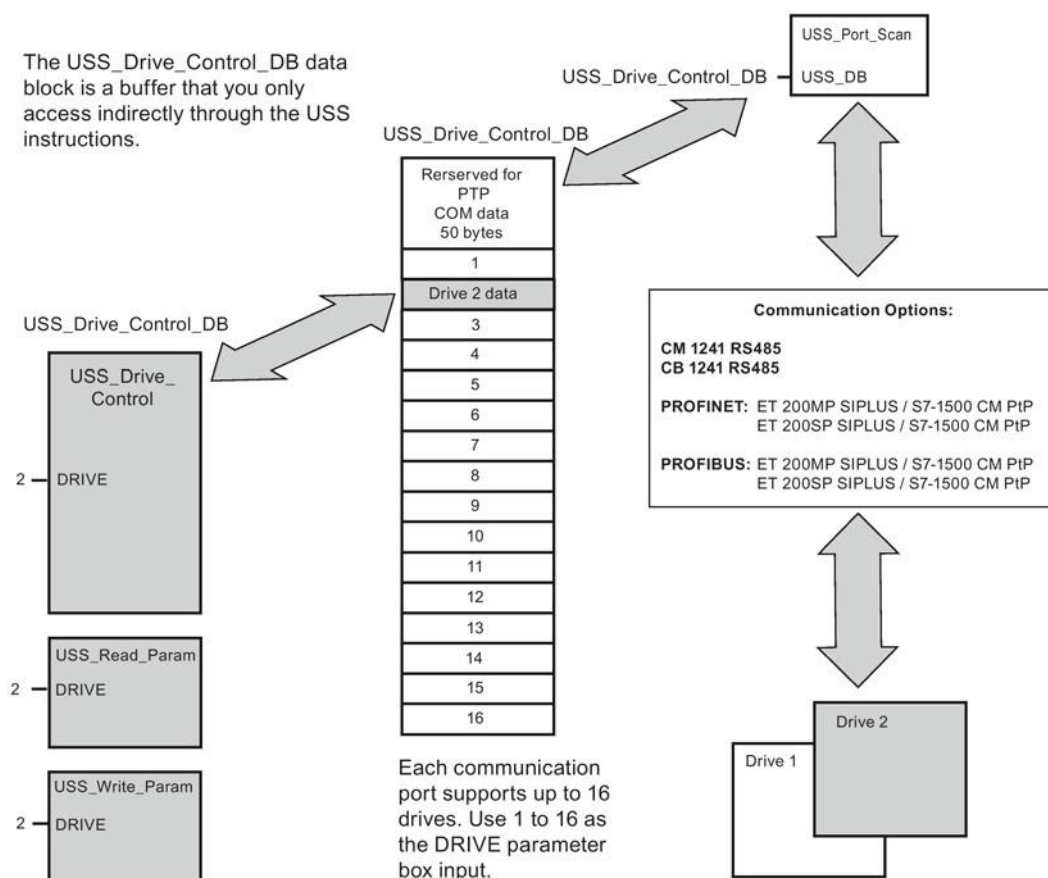 The USS_Drive_Control_DB data
block is a buffer that you only
access indirectly through the USS
instructions.
USS_Port_Scan
USS_Drive_Control_DB
USS_DB
USS_Drive_Control_DB
Rerserved for
PTP
COM data
50 bytes
1
Drive 2 data
3
4
5
6
7
8
9
10
11
12
13
14
15
16
Each communication
port supports up to 16
drives. Use 1 to 16 as
the DRIVE parameter
box input.
USS_Drive_Control_DB
USS_Drive_
Control
2 DRIVE
USS_Read_Param
2 DRIVE
USS_Write_Param
2 DRIVE
Communication Options:
CM 1241 RS485
CB 1241 RS485
PROFINET: ET 200MP SIPLUS / S7-1500 CM PtP
ET 200SP SIPLUS / S7-1500 CM PtP
PROFIBUS: ET 200MP SIPLUS / S7-1500 CM PtP
ET 200SP SIPLUS / S7-1500 CM PtP
Drive 2
Drive 1